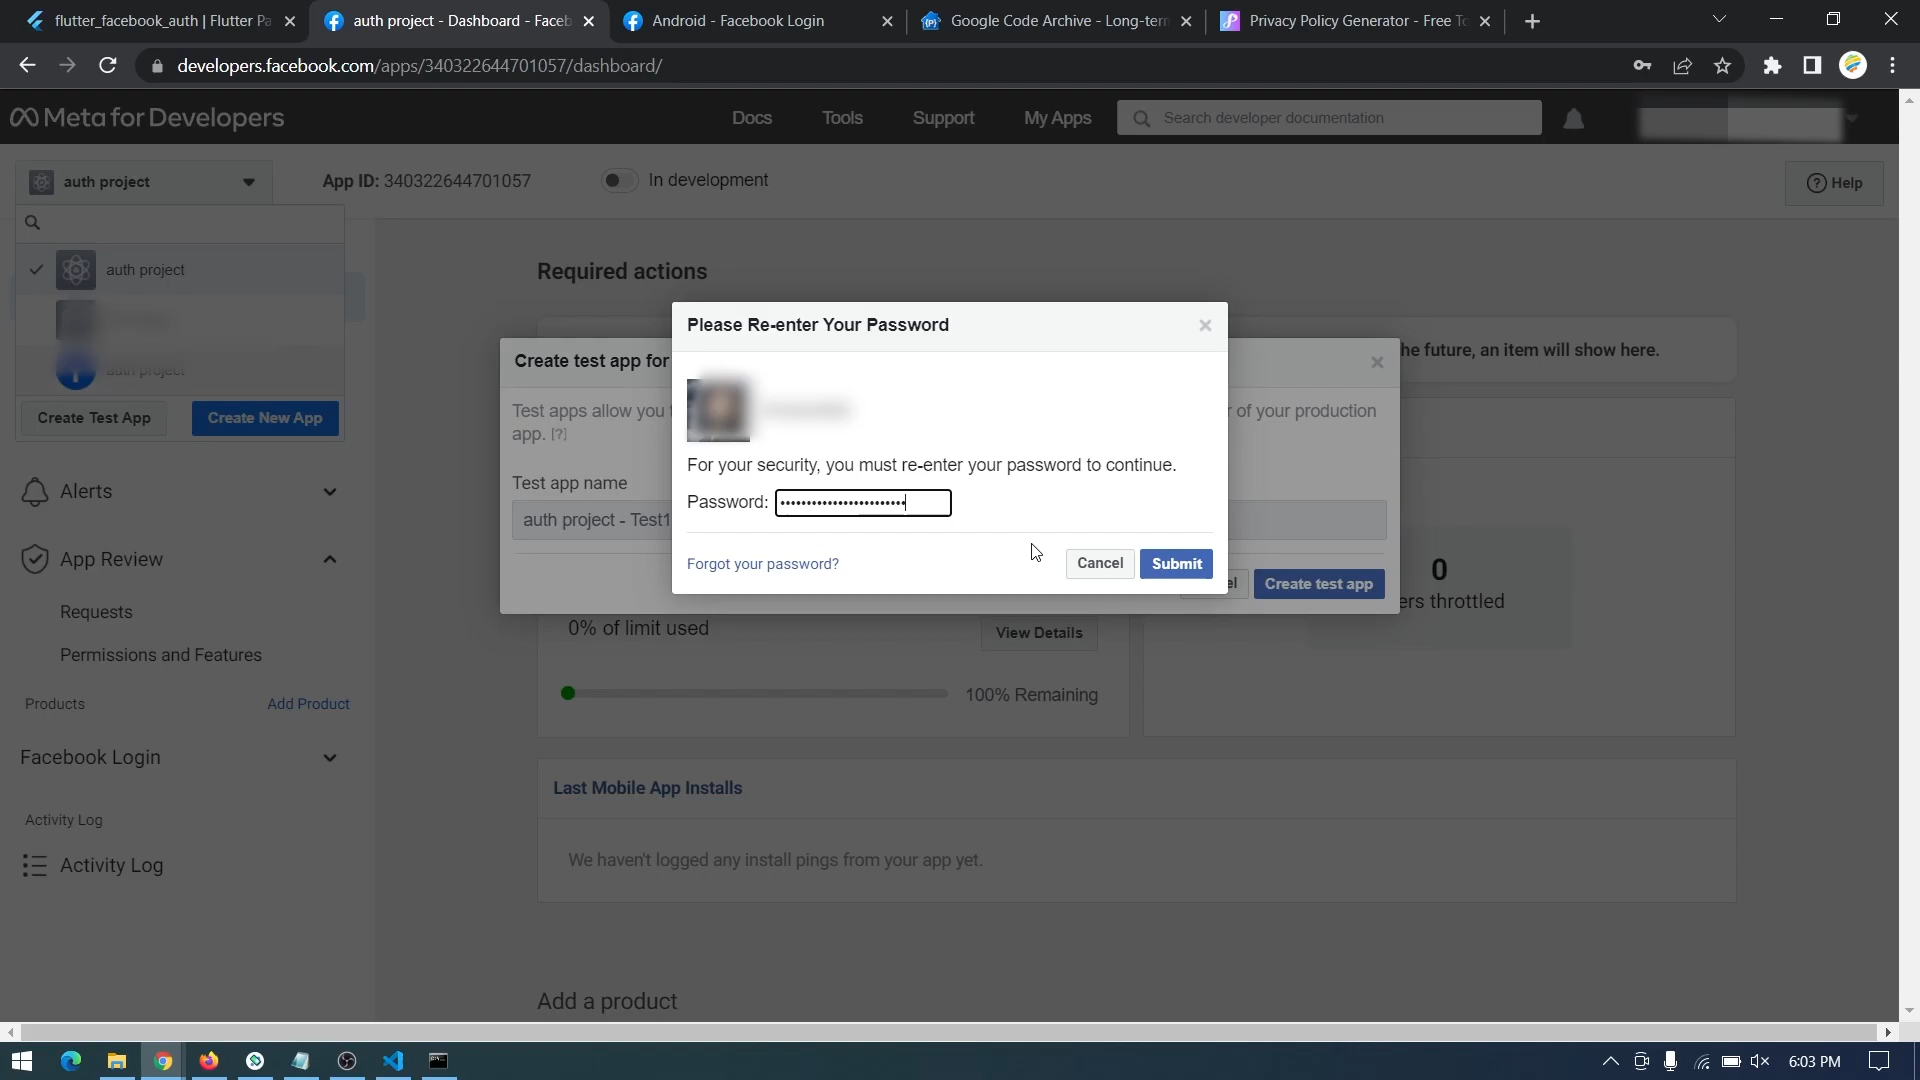 flutter_facebook_auth | Flutter Pa
auth project - Dashboard - Faceb
Android - Facebook Login
Google Code Archive - Long-tern
Privacy Policy Generator - Free To
developers.facebook.com/apps/340322644701057/dashboard/
Meta for Developers
Docs
Tools
Support
My Apps
Search developer documentation
auth project
App ID: 340322644701057
In development
Help
auth project
auth project
Create Test App
Create New App
Alerts
App Review
Requests
Permissions and Features
Products
Add Product
Facebook Login
Activity Log
Activity Log
Required actions
he future, an item will show here.
Create test app for
Test apps allow you
r of your production
app. [?]
Test app name
auth project - Test1
el
Create test app
Please Re-enter Your Password
For your security, you must re-enter your password to continue.
Password: ••••••••••••••••••••••••
Forgot your password?
Cancel
Submit
0
ers throttled
0% of limit used
View Details
100% Remaining
Last Mobile App Installs
We haven't logged any install pings from your app yet.
Add a product
6:03 PM